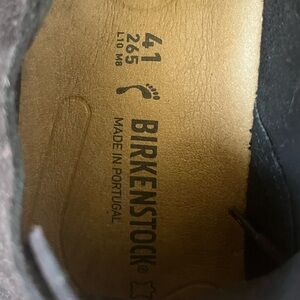 41
265
L10 M8
BIRKENSTOCK®
MADE IN PORTUGAL